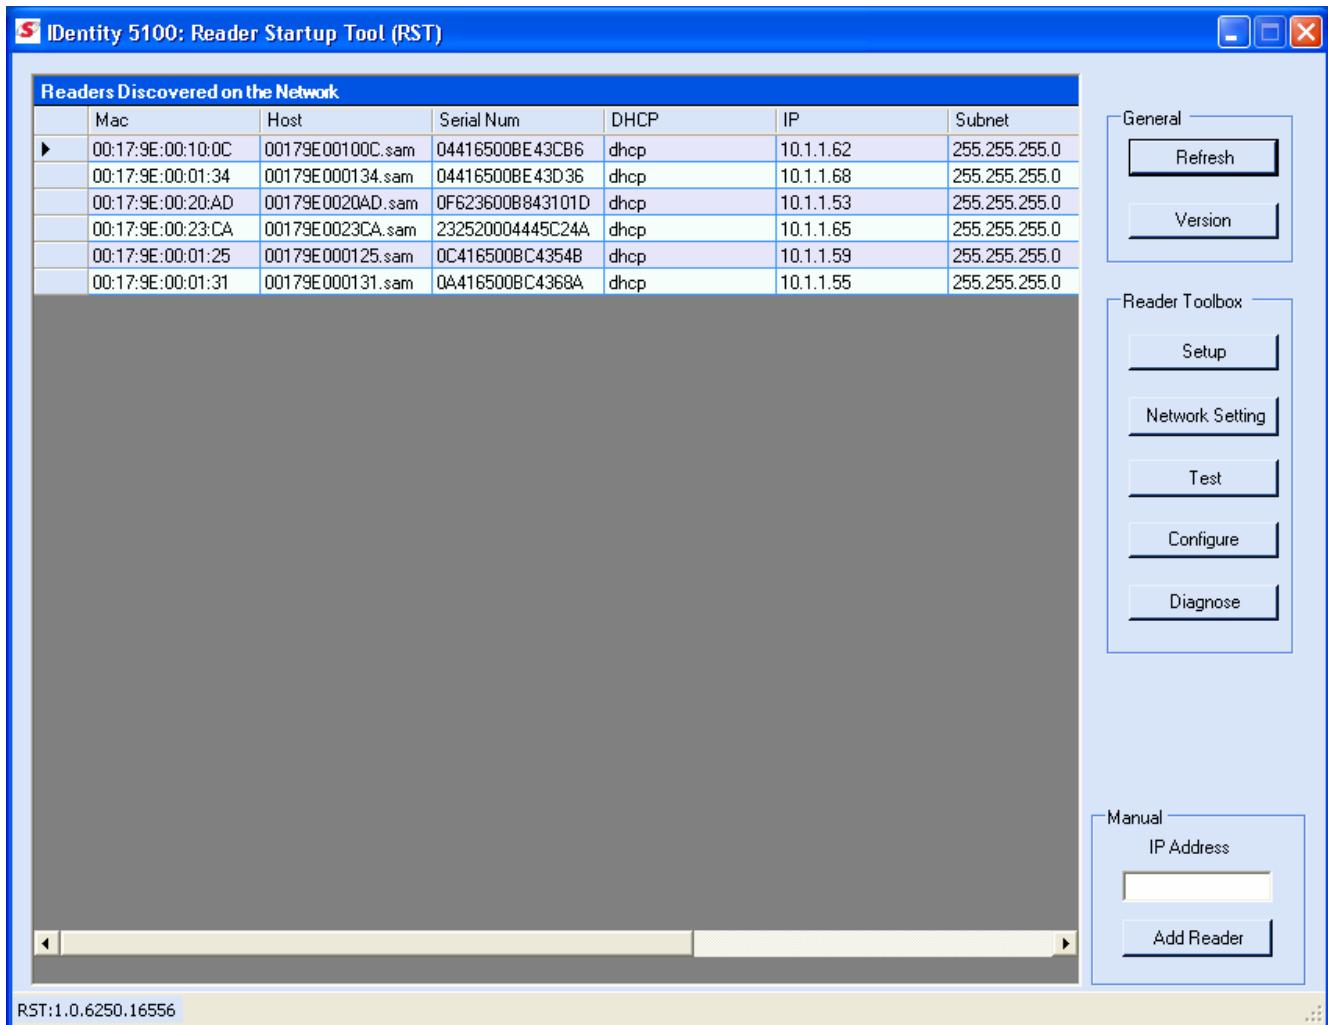 IDentity 5100: Reader Startup Tool (RST)
Readers Discovered on the Network
Mac Host Serial Num DHCP IP Subnet
00:17:9E:00:10:0C 00179E00100C.sam 04416500BE43CB6 dhcp 10.1.1.62 255.255.255.0
00:17:9E:00:01:34 00179E000134.sam 04416500BE43D36 dhcp 10.1.1.68 255.255.255.0
00:17:9E:00:20:AD 00179E0020AD.sam 0F623600B843101D dhcp 10.1.1.53 255.255.255.0
00:17:9E:00:23:CA 00179E0023CA.sam 232520004445C24A dhcp 10.1.1.65 255.255.255.0
00:17:9E:00:01:25 00179E000125.sam 0C416500BC4354B dhcp 10.1.1.59 255.255.255.0
00:17:9E:00:01:31 00179E000131.sam 0A416500BC4368A dhcp 10.1.1.55 255.255.255.0
General
Refresh
Version
Reader Toolbox
Setup
Network Setting
Test
Configure
Diagnose
Manual
IP Address
Add Reader
RST:1.0.6250.16556